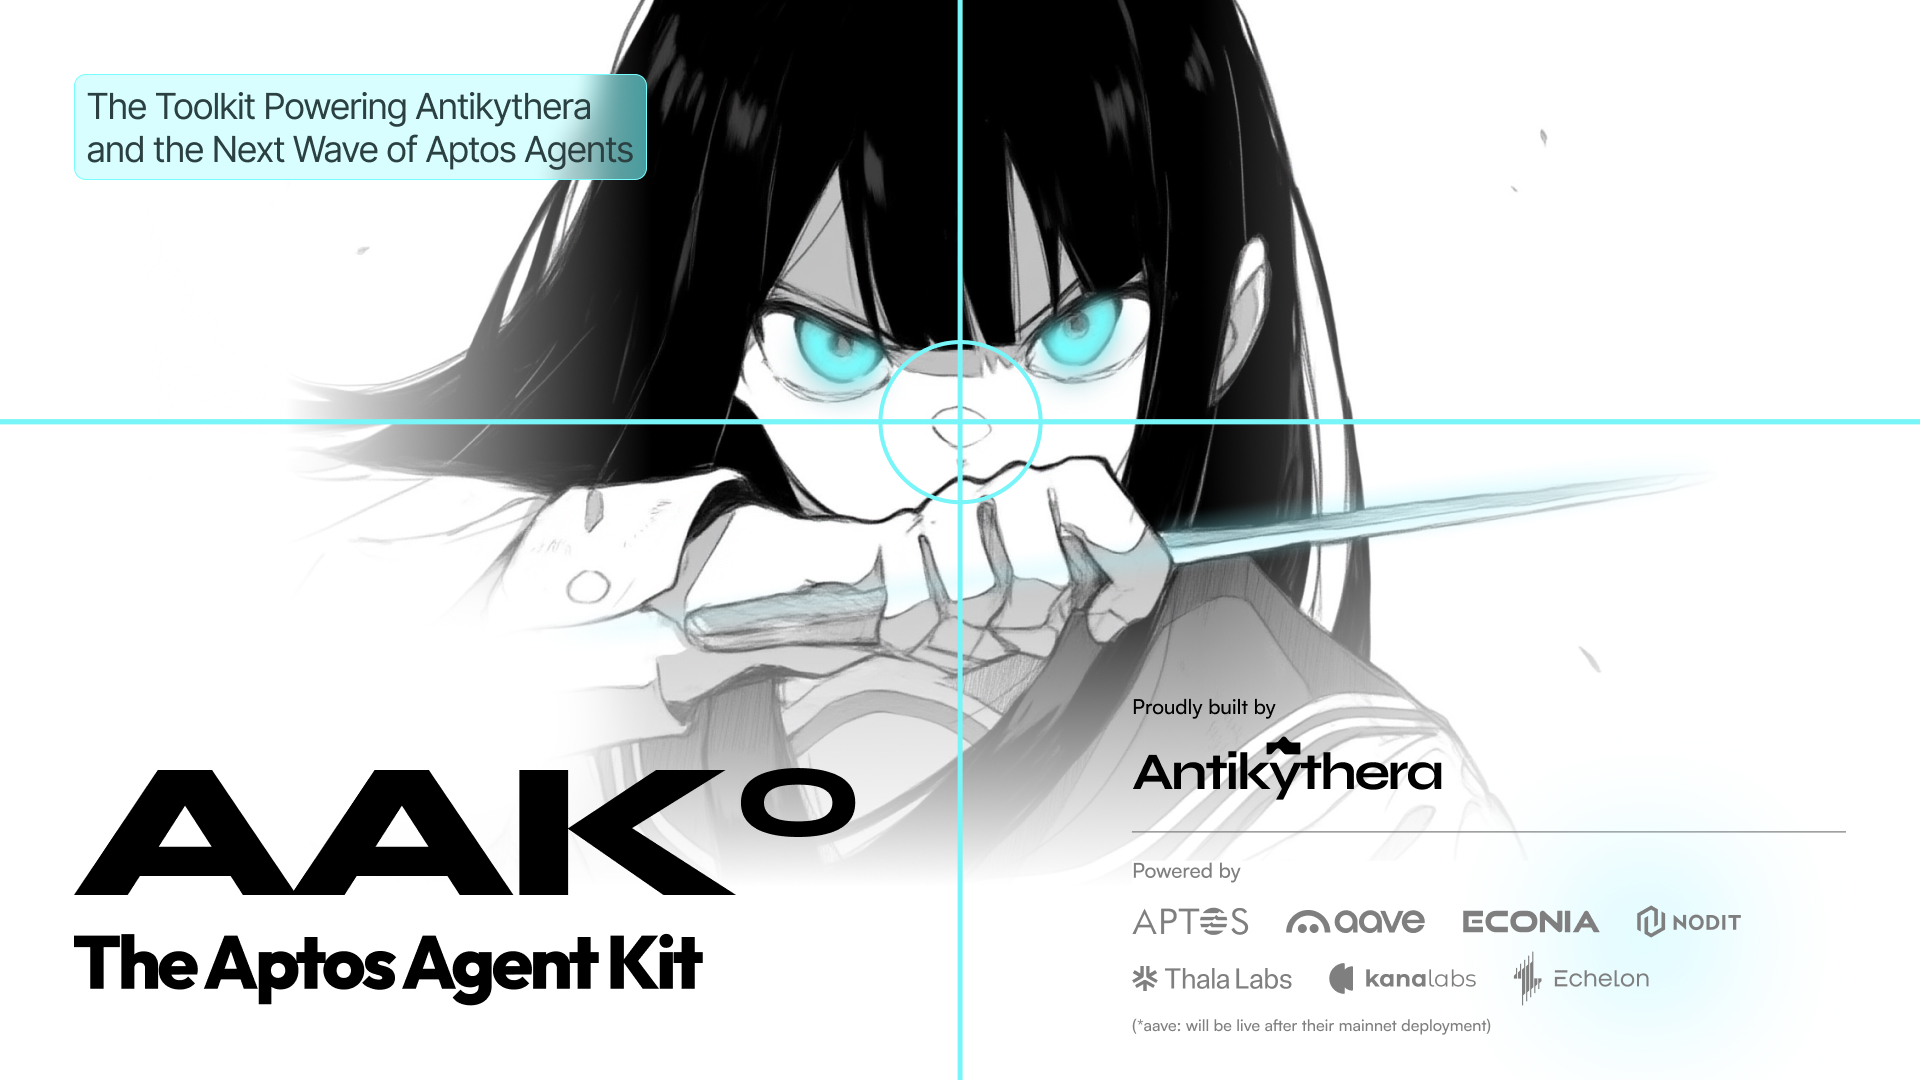 The Toolkit Powering Antikythera
and the Next Wave of Aptos Agents
AAKO
The Aptos Agent Kit
Proudly built by
Antikythera
Powered by
APTOS aave ECONIA NODIT
Thala Labs kanalabs Echelon
(*aave: will be live after their mainnet deployment)